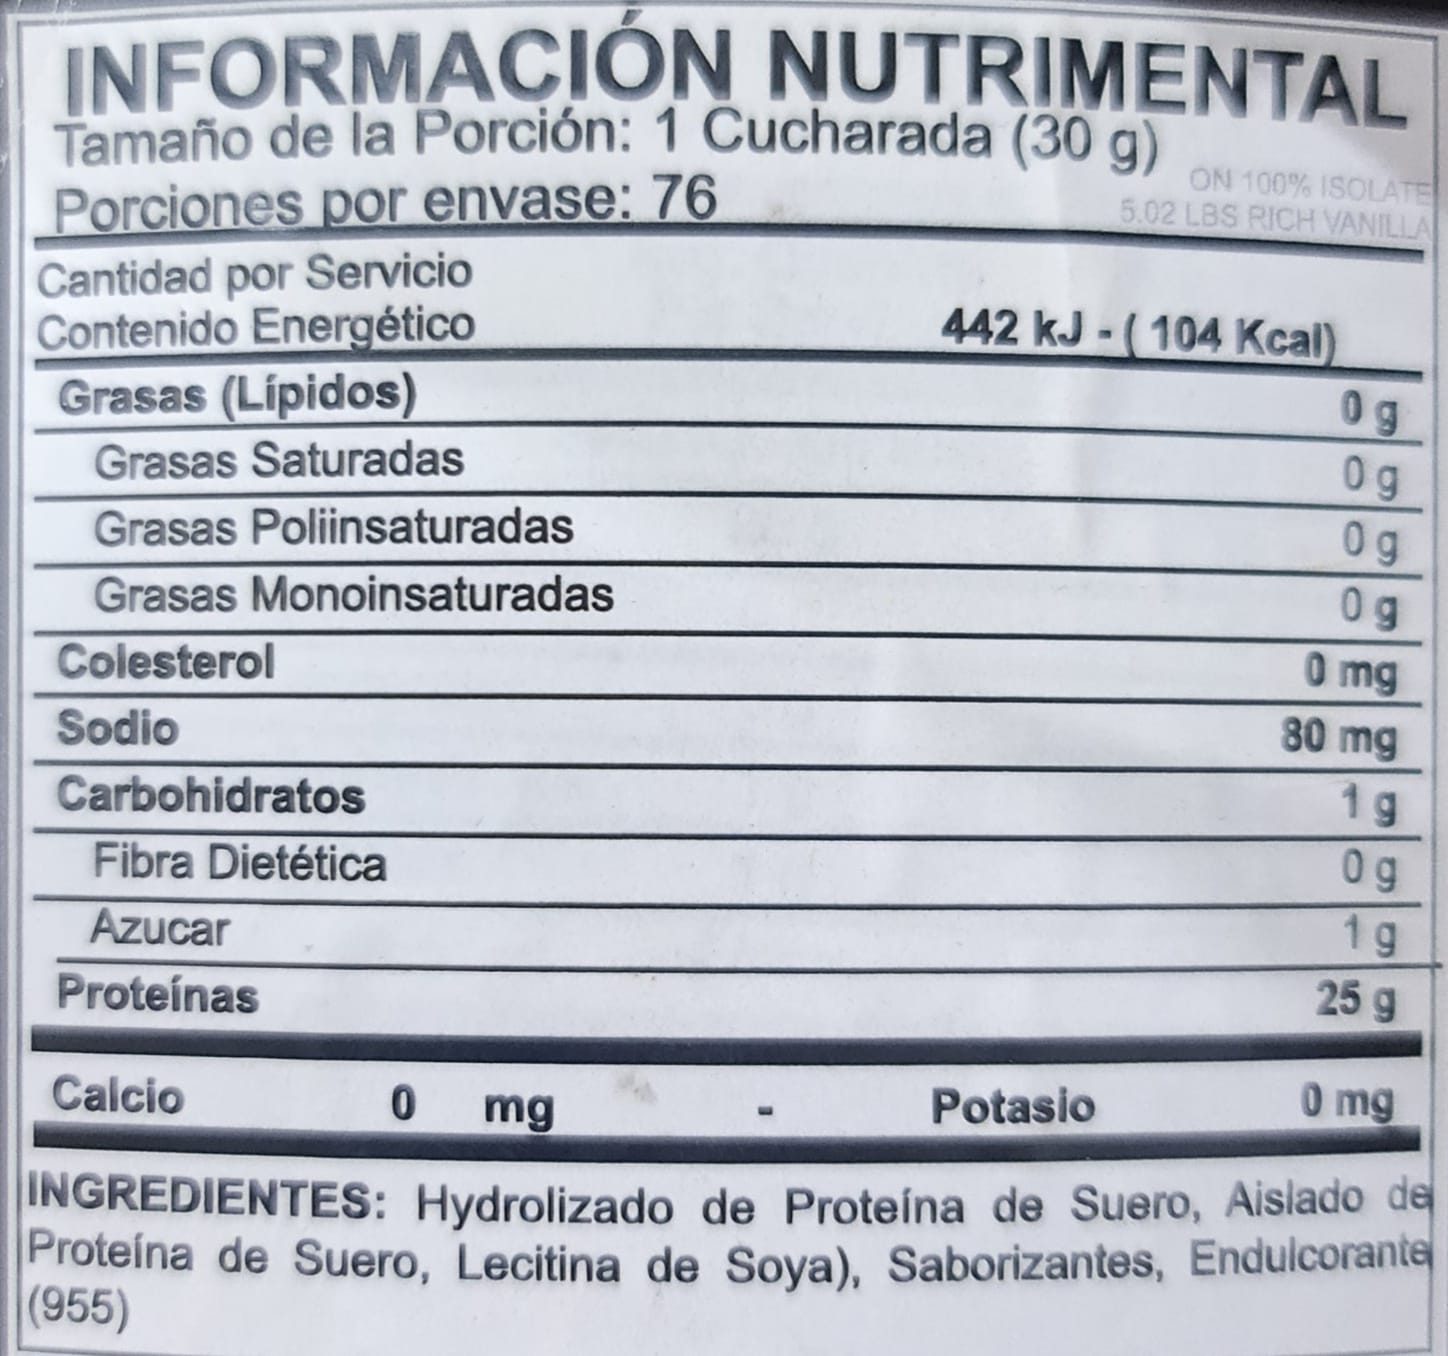 INFORMACIÓN NUTRIMENTAL
Tamaño de la Porción: 1 Cucharada (30 g)
Porciones por envase: 76
ON 100% ISOLATE
5.02 LBS RICH VANILLA
Cantidad por Servicio
Contenido Energético 442 kJ - ( 104 Kcal)
Grasas (Lípidos) 0 g
Grasas Saturadas 0 g
Grasas Poliinsaturadas 0 g
Grasas Monoinsaturadas 0 g
Colesterol 0 mg
Sodio 80 mg
Carbohidratos 1 g
Fibra Dietética 0 g
Azucar 1 g
Proteínas 25 g
Calcio 0 mg - Potasio 0 mg
INGREDIENTES: Hydrolizado de Proteína de Suero, Aislado de
Proteína de Suero, Lecitina de Soya), Saborizantes, Endulcorante
(955)